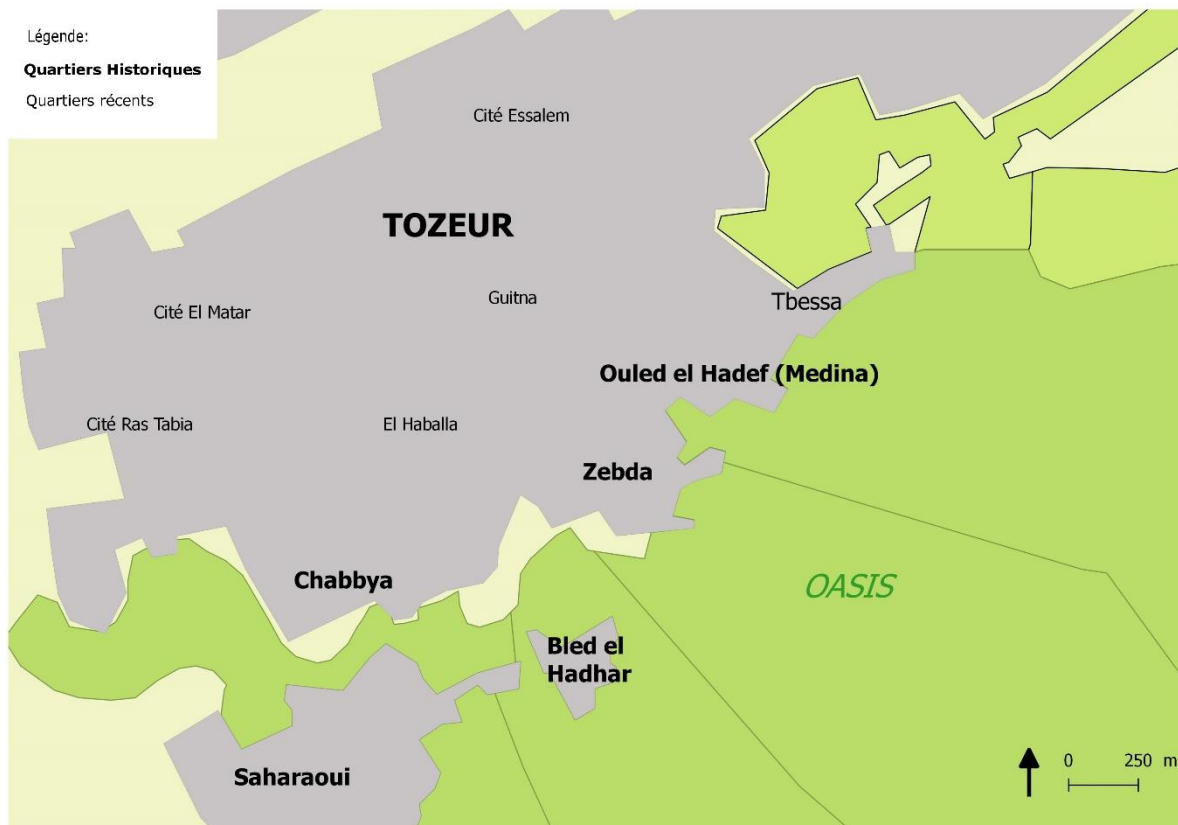 Légende:
Quartiers Historiques
Quartiers récents
Cité Essalem
TOZEUR
Guitna
Tbessa
Cité El Matar
Ouled el Hadef (Medina)
Cité Ras Tabia
El Haballa
Zebda
Chabbya
OASIS
Bled el
Hadhar
Saharaoui
0 250 m